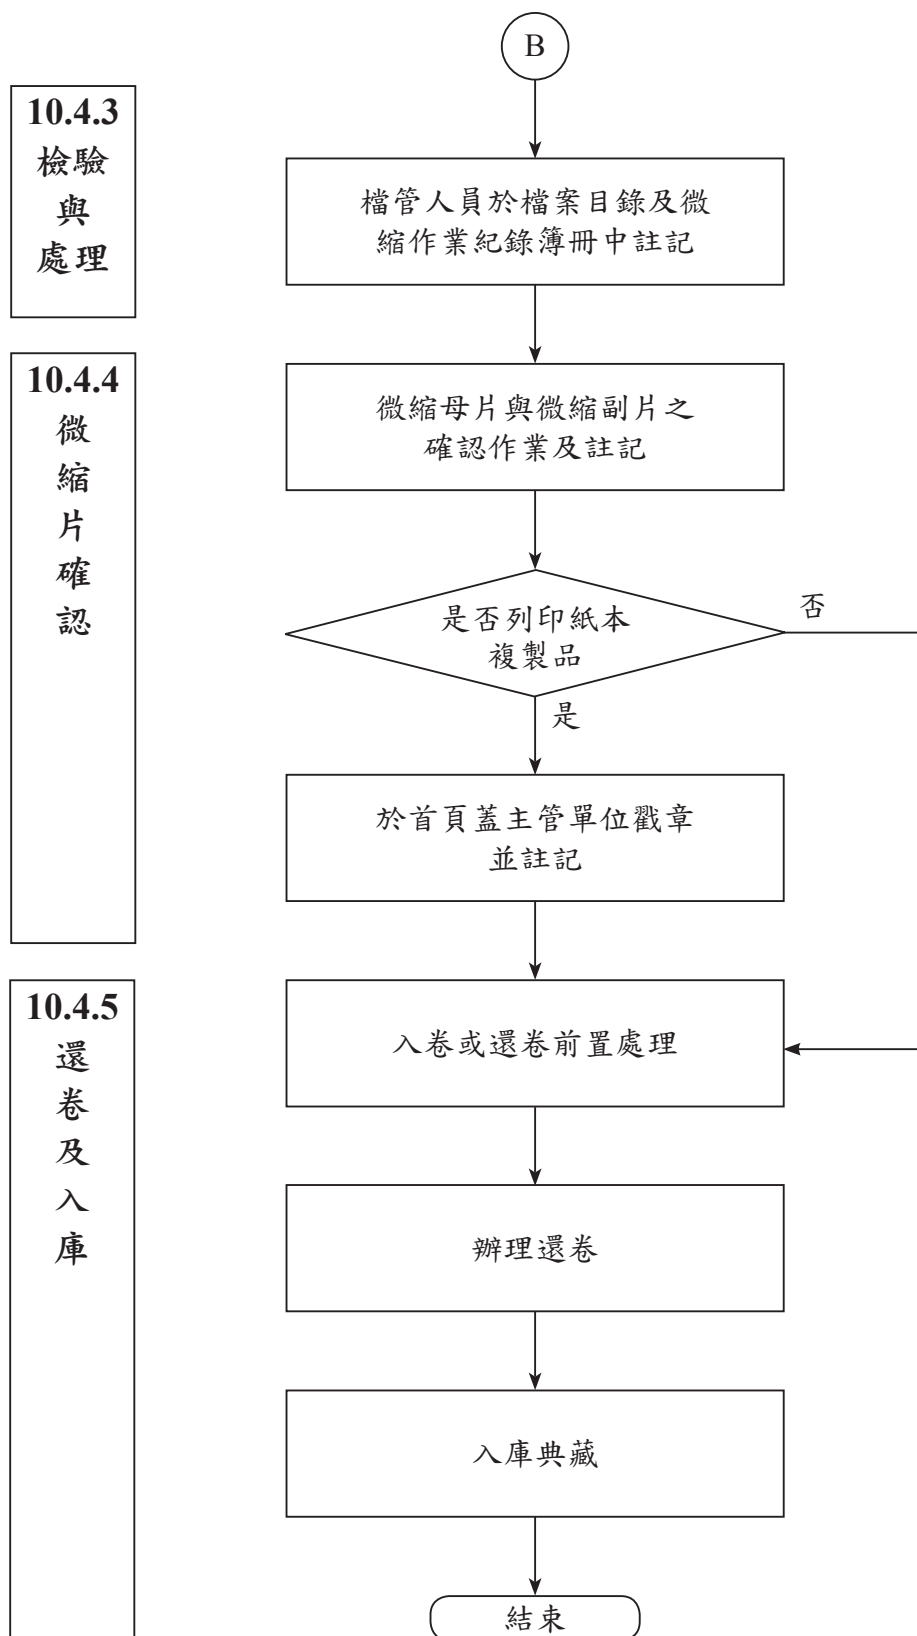 B
10.4.3
檢驗
與
處理
檔管人員於檔案目錄及微
縮作業紀錄簿冊中註記
10.4.4
微
縮
片
確
認
微縮母片與微縮副片之
確認作業及註記
是否列印紙本
複製品
否
是
於首頁蓋主管單位戳章
並註記
10.4.5
還
卷
及
入
庫
入卷或還卷前置處理
辦理還卷
入庫典藏
結束